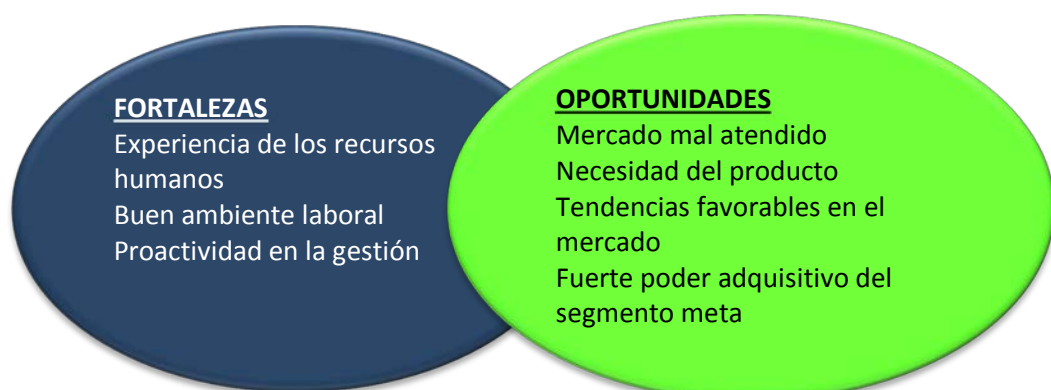 FORTALEZAS
Experiencia de los recursos
humanos
Buen ambiente laboral
Proactividad en la gestión
OPORTUNIDADES
Mercado mal atendido
Necesidad del producto
Tendencias favorables en el
mercado
Fuerte poder adquisitivo del
segmento meta